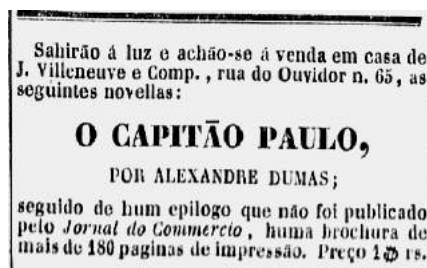 Sahirão á luz e achão-se á venda em casa de
J. Villeneuve e Comp., rua do Ouvidor n. 65, as
seguintes novellas:
O CAPITÃO PAULO,
POR ALEXANDRE DUMAS;
seguido de hum epilogo que não foi publicado
pelo Jornal do Commercio, huma brochura de
mais de 180 paginas de impressão. Preço 1$ rs.